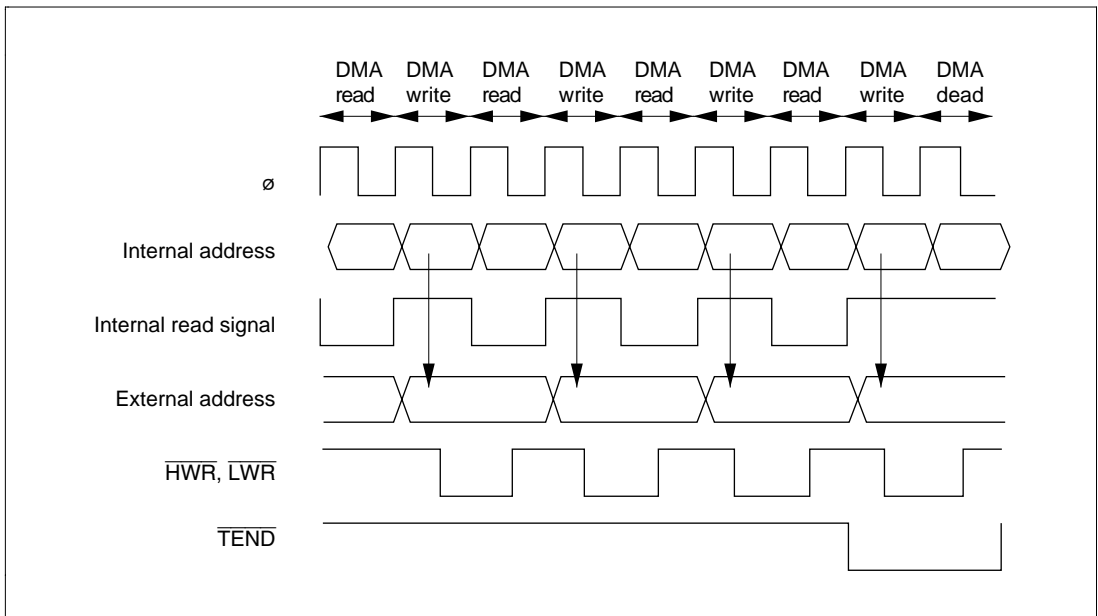 DMA DMA DMA DMA DMA DMA DMA DMA DMA
read write read write read write read write dead
ø
Internal address
Internal read signal
External address
HWR, LWR
TEND